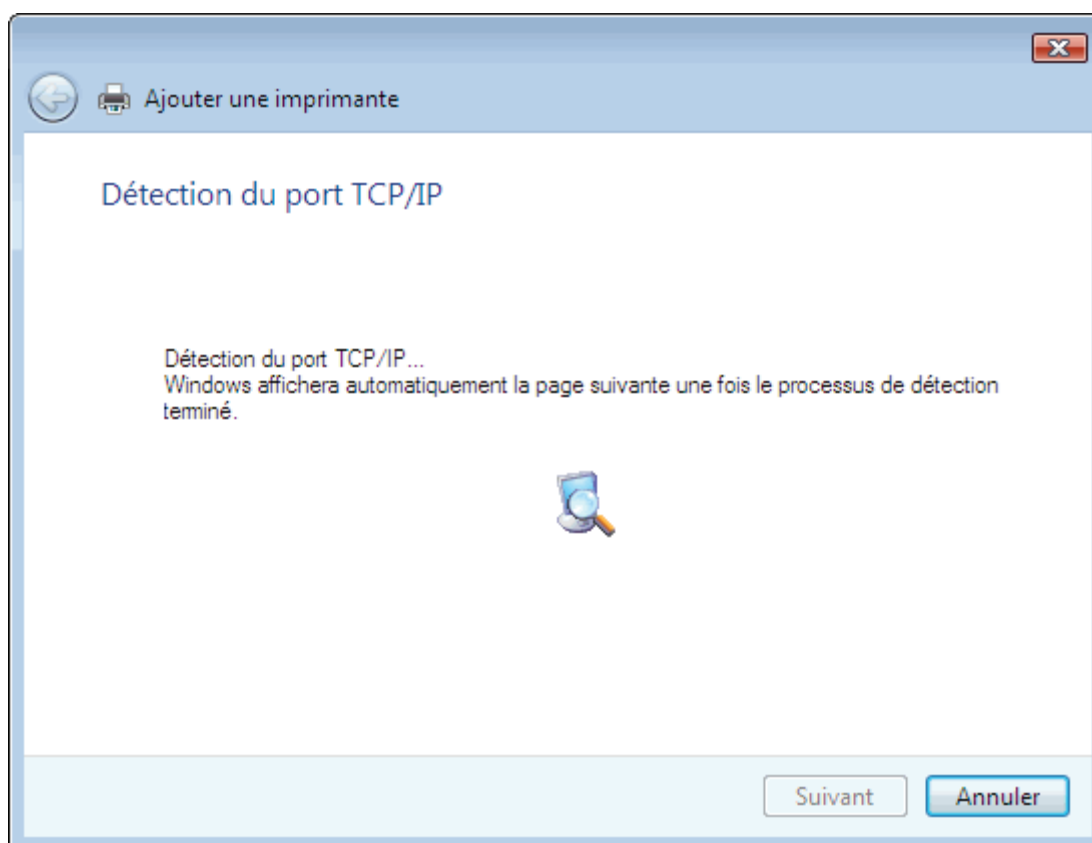 Ajouter une imprimante
Détection du port TCP/IP
Détection du port TCP/IP...
Windows affichera automatiquement la page suivante une fois le processus de détection
terminé.
Suivant
Annuler